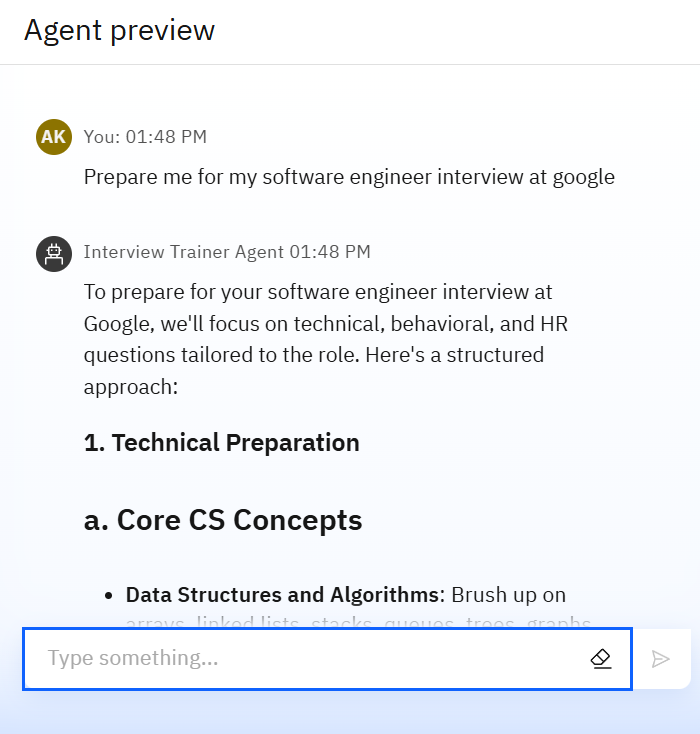 Agent preview
AK
You: 01:48 PM
Prepare me for my software engineer interview at google
Interview Trainer Agent 01:48 PM
To prepare for your software engineer interview at
Google, we'll focus on technical, behavioral, and HR
questions tailored to the role. Here's a structured
approach:
1. Technical Preparation
a. Core CS Concepts
• Data Structures and Algorithms: Brush up on
arrays, linked lists, stacks, queues, trees, graphs,
Type something...